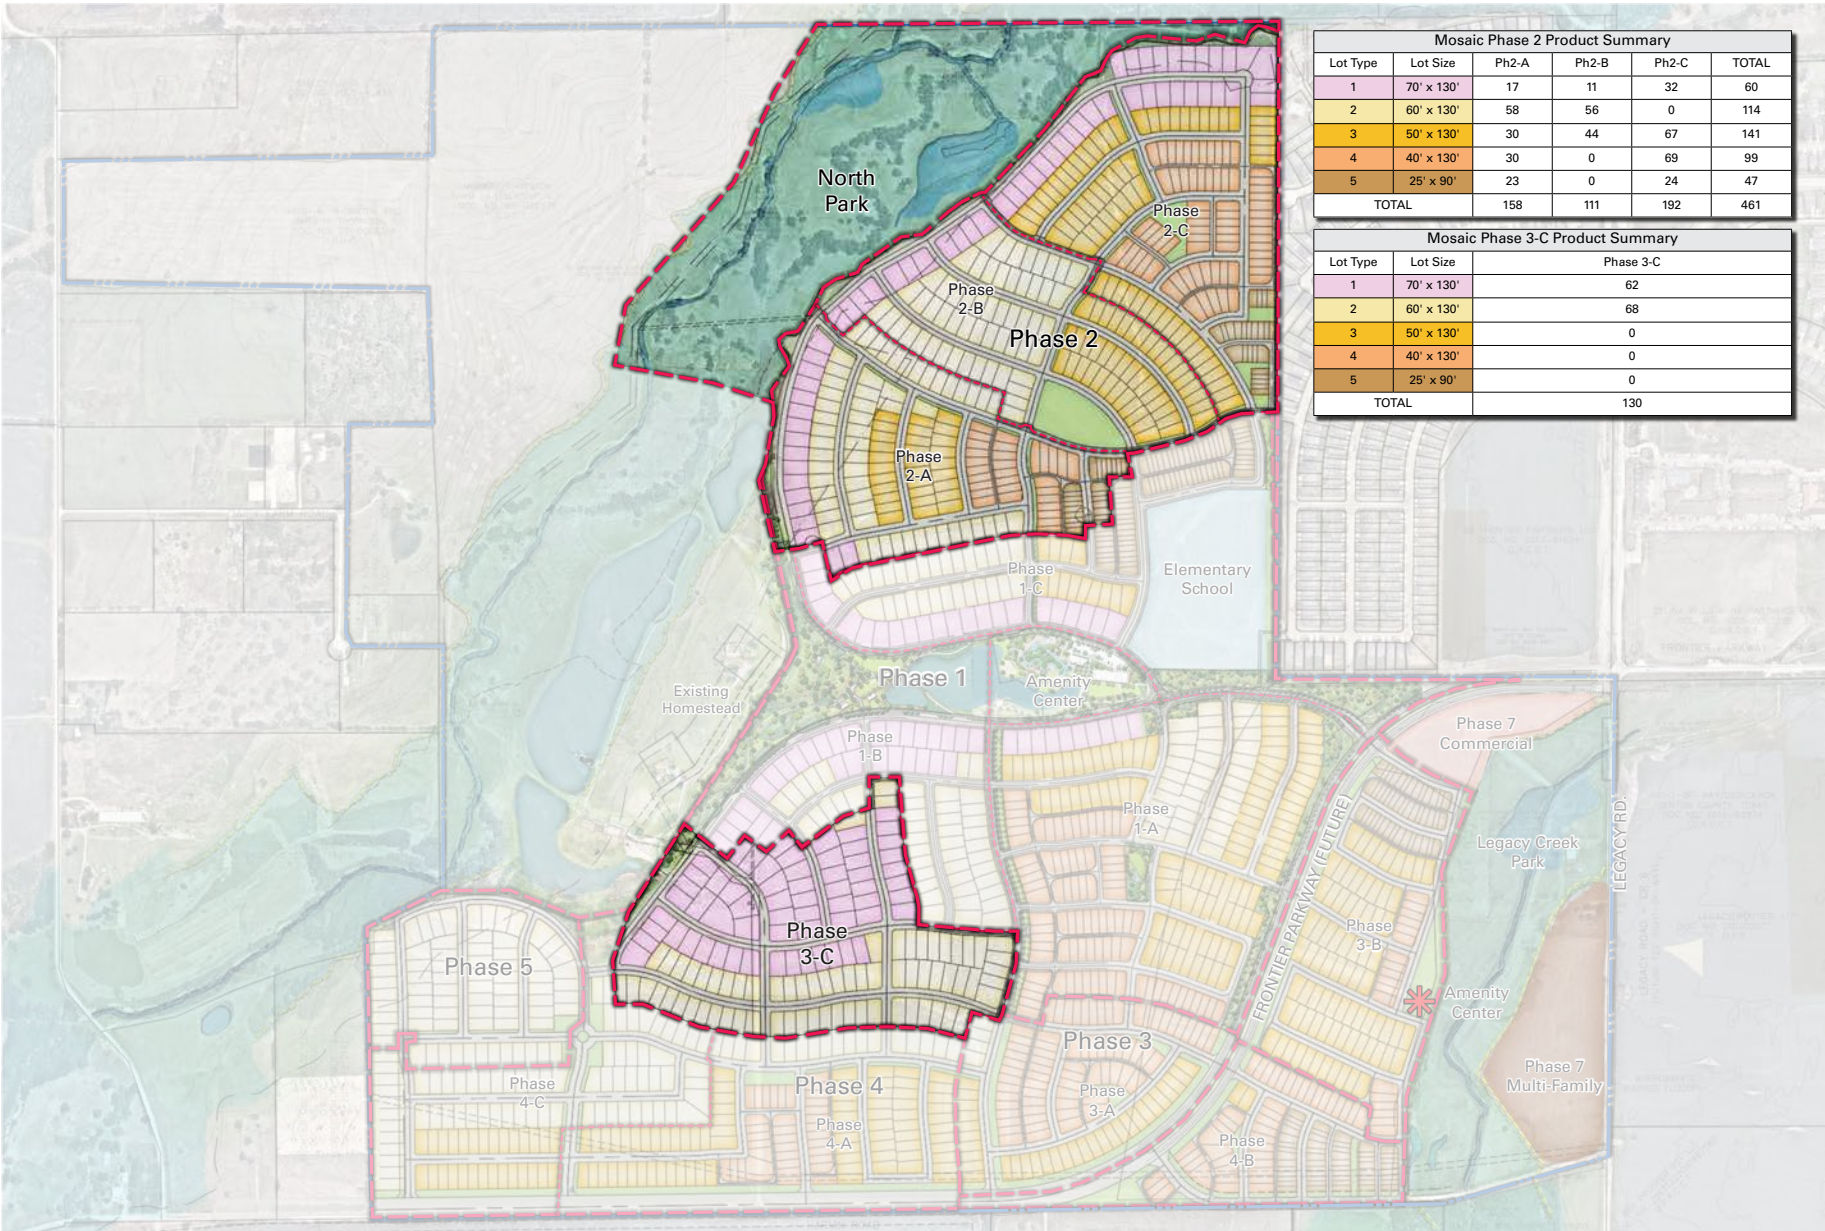 Mosaic Phase 2 Product Summary
Lot Type Lot Size Ph2-A Ph2-B Ph2-C TOTAL
1 70' x 130' 17 11 32 60
2 60' x 130' 58 56 0 114
3 50' x 130' 30 44 67 141
4 40' x 130' 30 0 69 99
5 25' x 90' 23 0 24 47
TOTAL 158 111 192 461
Mosaic Phase 3-C Product Summary
Lot Type Lot Size Phase 3-C
1 70' x 130' 62
2 60' x 130' 68
3 50' x 130' 0
4 40' x 130' 0
5 25' x 90' 0
TOTAL 130
North
Park
Phase
2-C
Phase
2-B
Phase 2
Phase
2-A
Phase
1-C
Elementary
School
Phase 1
Amenity
Center
Existing
Homestead
Phase
1-B
Phase 7
Commercial
Phase
1-A
FRONTIER PARKWAY (FUTURE)
Legacy Creek
Park
LEGACY RD.
Phase
3-C
Phase
3-B
Phase 5
Amenity
Center
Phase 3
Phase
3-A
Phase 4
Phase
4-C
Phase
4-A
Phase
4-B
Phase 7
Multi-Family